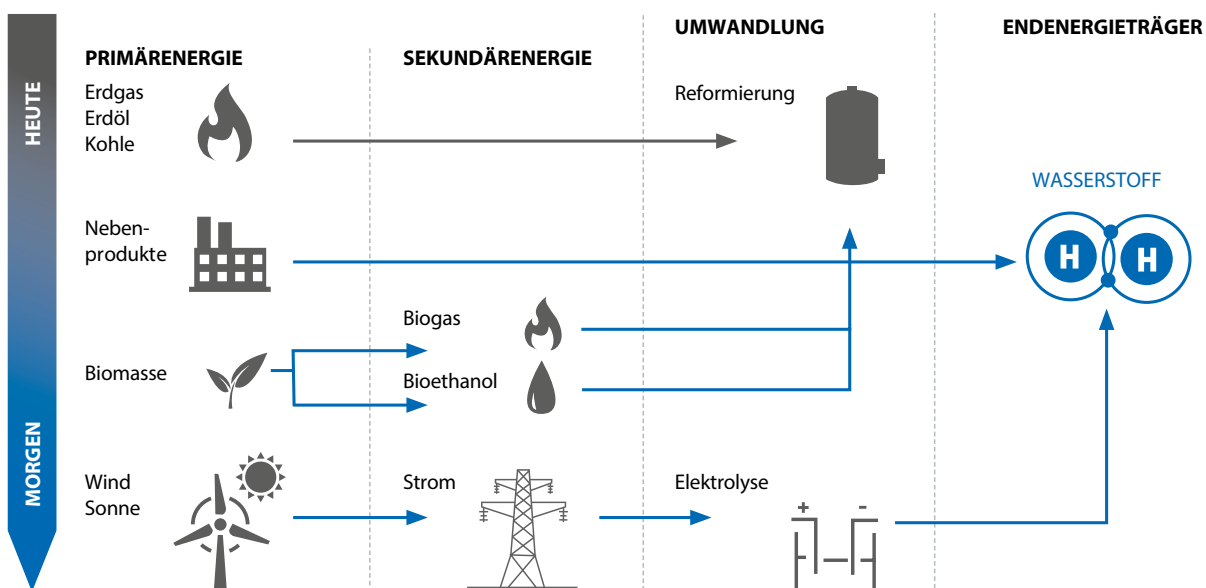 HEUTE
MORGEN
PRIMÄRENERGIE
SEKUNDÄRENERGIE
UMWANDLUNG
ENDENERGIETRÄGER
Erdgas
Erdöl
Kohle
Reformierung
Neben-
produkte
WASSERSTOFF
H H
Biomasse
Biogas
Bioethanol
Wind
Sonne
Strom
Elektrolyse
+ -